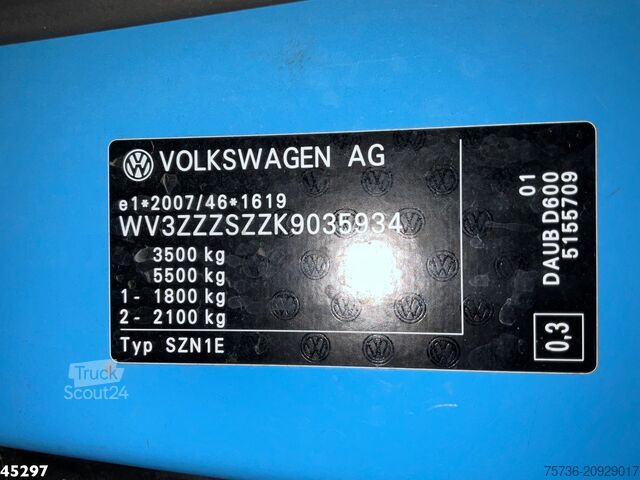 VOLKSWAGEN AG
e1*2007/46*1619
WV3ZZZSZZK9035934
3500 kg
5500 kg
1- 1800 kg
2- 2100 kg
Typ SZN1E
01
DAUB D600
5155709
0,3
Truck
Scout24
45297
75736-20929017